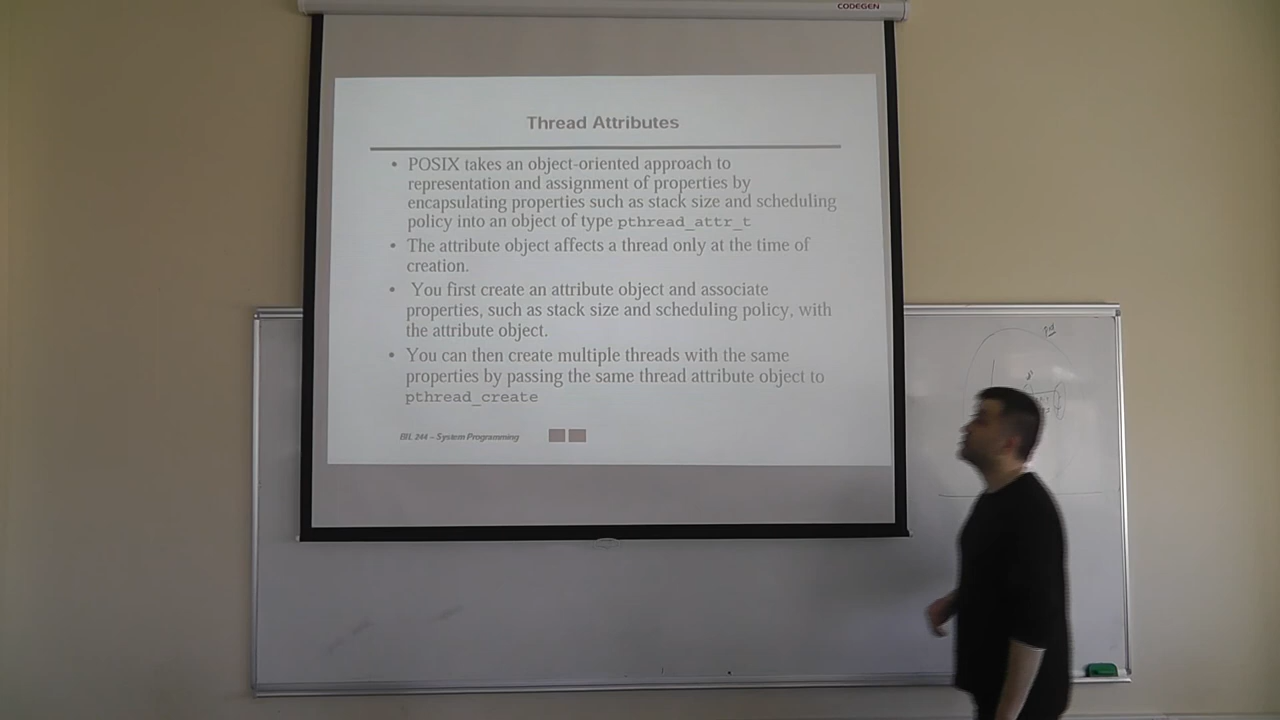 CODEGEN
Thread Attributes
• POSIX takes an object-oriented approach to
representation and assignment of properties by
encapsulating properties such as stack size and scheduling
policy into an object of type pthread_attr_t
• The attribute object affects a thread only at the time of
creation.
• You first create an attribute object and associate
properties, such as stack size and scheduling policy, with
the attribute object.
• You can then create multiple threads with the same
properties by passing the same thread attribute object to
pthread_create
BIL 244 – System Programming